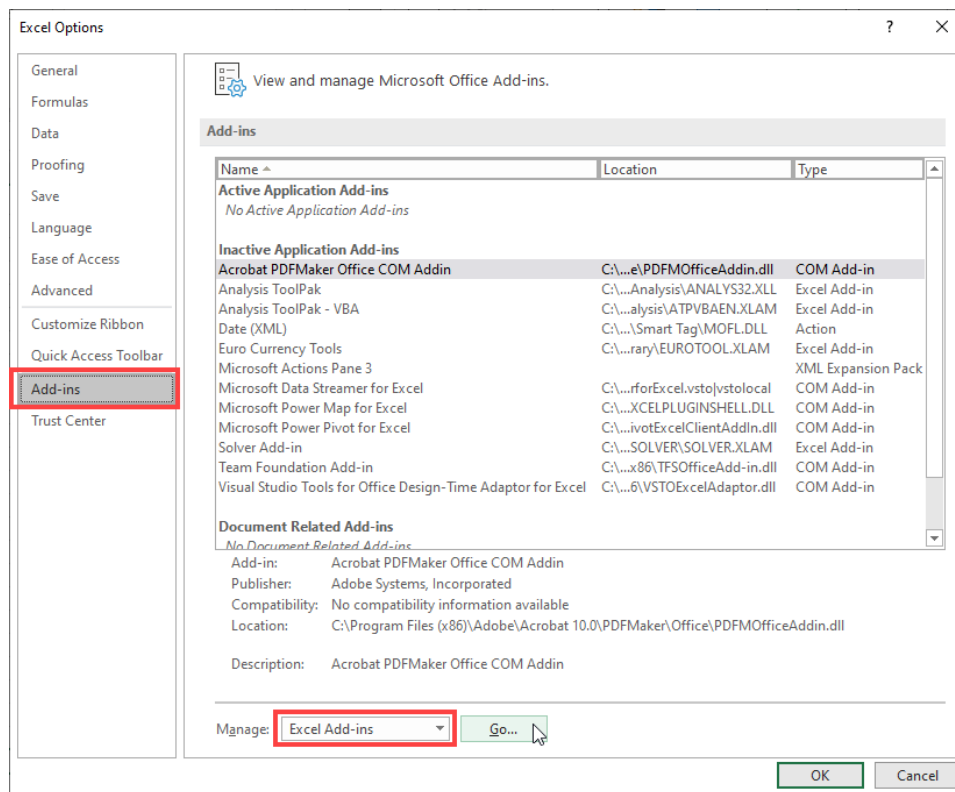 Excel Options
General
Formulas
Data
Proofing
Save
Language
Ease of Access
Advanced
Customize Ribbon
Quick Access Toolbar
Add-ins
Trust Center
View and manage Microsoft Office Add-ins.
Add-ins
Name Location Type
Active Application Add-ins
No Active Application Add-ins
Inactive Application Add-ins
Acrobat PDFMaker Office COM Addin C:\...e\PDFMOfficeAddin.dll COM Add-in
Analysis ToolPak C:\...Analysis\ANALYS32.XLL Excel Add-in
Analysis ToolPak - VBA C:\...alysis\ATPVBAEN.XLAM Excel Add-in
Date (XML) C:\...\Smart Tag\MOFL.DLL Action
Euro Currency Tools C:\...rary\EUROTOOL.XLAM Excel Add-in
Microsoft Actions Pane 3 XML Expansion Pack
Microsoft Data Streamer for Excel C:\...rforExcel.vsto|vstolocal COM Add-in
Microsoft Power Map for Excel C:\...XCELPLUGINSHELL.DLL COM Add-in
Microsoft Power Pivot for Excel C:\...ivotExcelClientAddIn.dll COM Add-in
Solver Add-in C:\...SOLVER\SOLVER.XLAM Excel Add-in
Team Foundation Add-in C:\...x86\TFSOfficeAdd-in.dll COM Add-in
Visual Studio Tools for Office Design-Time Adaptor for Excel C:\...6\VSTOExcelAdaptor.dll COM Add-in
Document Related Add-ins
No Document Related Add-ins
Add-in: Acrobat PDFMaker Office COM Addin
Publisher: Adobe Systems, Incorporated
Compatibility: No compatibility information available
Location: C:\Program Files (x86)\Adobe\Acrobat 10.0\PDFMaker\Office\PDFMOfficeAddin.dll
Description: Acrobat PDFMaker Office COM Addin
Manage: Excel Add-ins Go...
OK Cancel